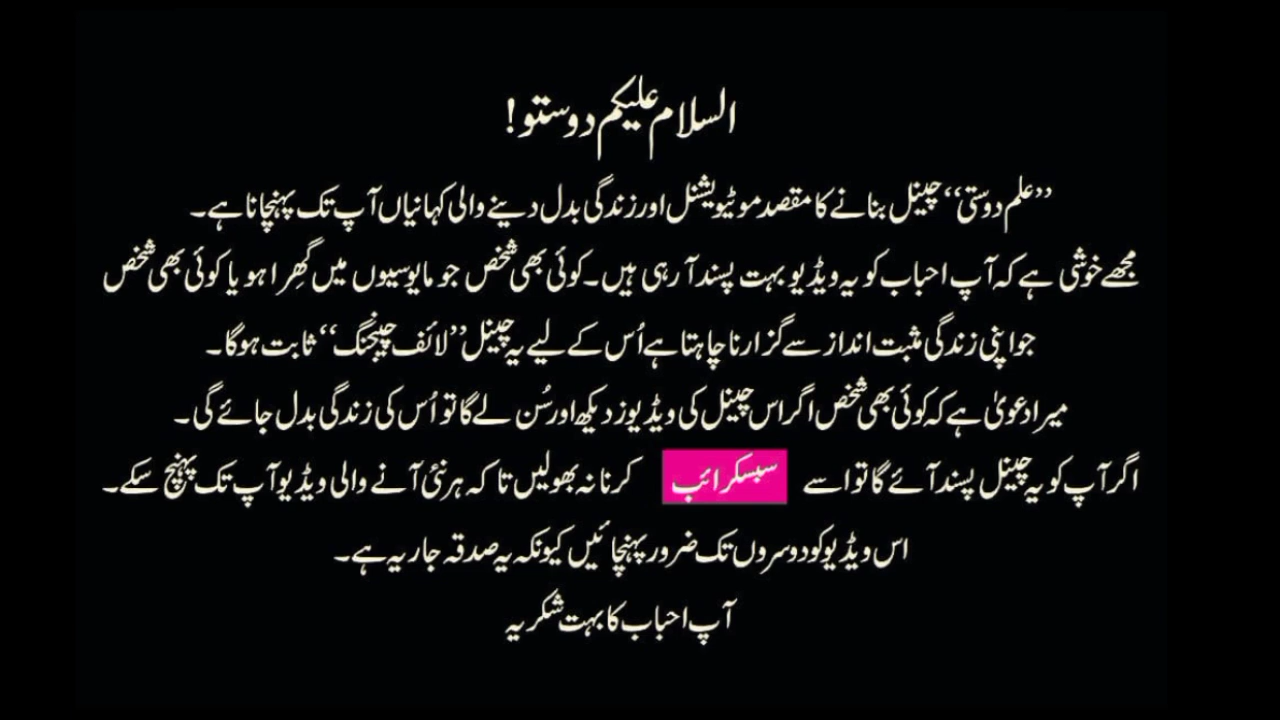 السلام علیکم دوستو!
”علم دوستی“ چینل بنانے کا مقصد موٹیویشنل اور زندگی بدل دینے والی کہانیاں آپ تک پہنچانا ہے۔
مجھے خوشی ہے کہ آپ احباب کو یہ ویڈیو بہت پسند آ رہی ہیں۔ کوئی بھی شخص جو مایوسیوں میں گھِرا ہو یا کوئی بھی شخص
جو اپنی زندگی مثبت انداز سے گزارنا چاہتا ہے اُس کے لیے یہ چینل ”لائف چینجنگ“ ثابت ہوگا۔
میرا دعویٰ ہے کہ کوئی بھی شخص اگر اس چینل کی ویڈیوز دیکھ اور سُن لے گا تو اُس کی زندگی بدل جائے گی۔
اگر آپ کو یہ چینل پسند آئے گا تو اسے سبسکرائب کرنا نہ بھولیں تاکہ ہر نئی آنے والی ویڈیو آپ تک پہنچ سکے۔
اس ویڈیو کو دوسروں تک ضرور پہنچائیں کیونکہ یہ صدقہ جاریہ ہے۔
آپ احباب کا بہت شکریہ